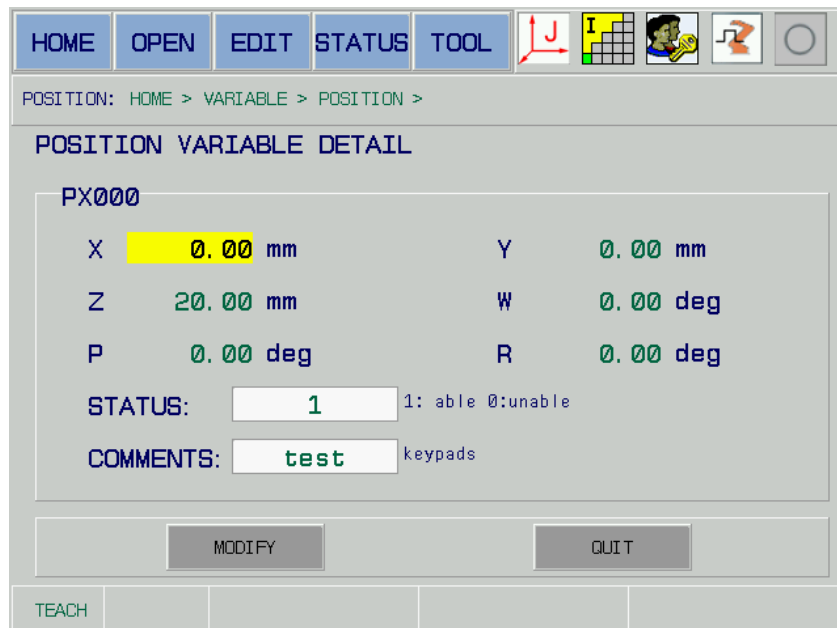 HOME OPEN EDIT STATUS TOOL J I
POSITION: HOME > VARIABLE > POSITION >
POSITION VARIABLE DETAIL
PX000
X 0.00 mm Y 0.00 mm
Z 20.00 mm W 0.00 deg
P 0.00 deg R 0.00 deg
STATUS: 1 1: able 0:unable
COMMENTS: test keypads
MODIFY QUIT
TEACH